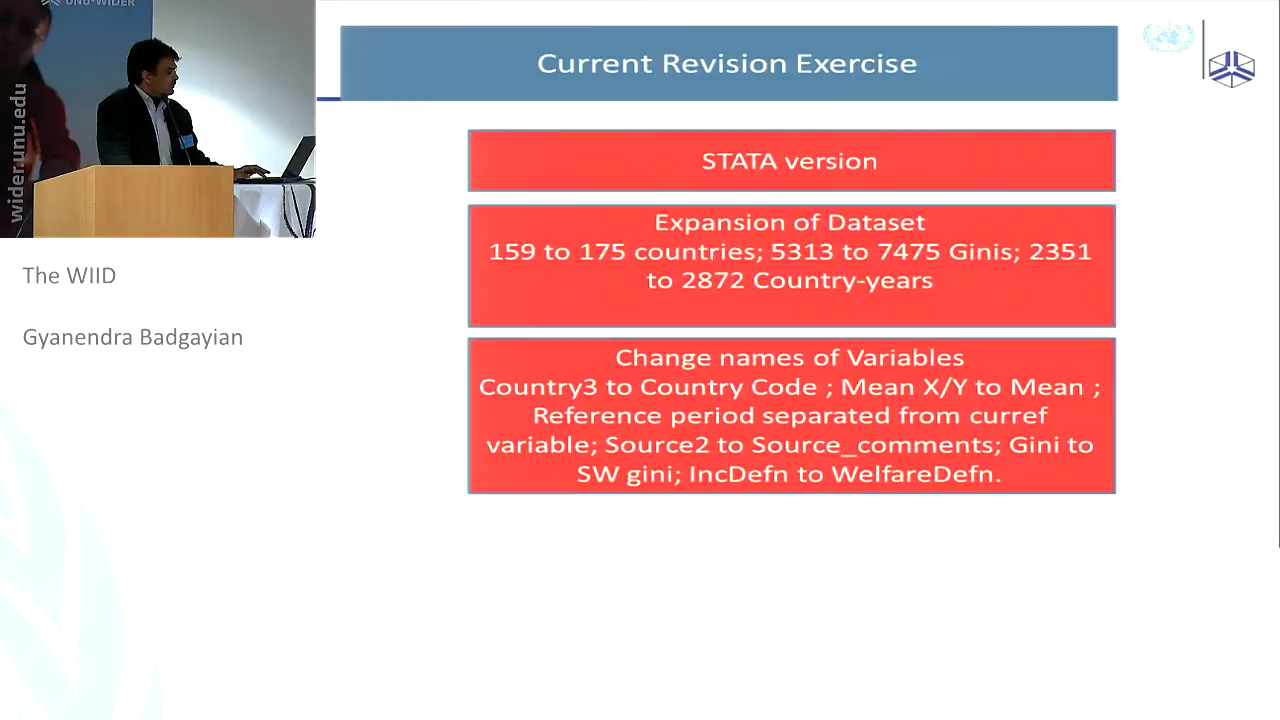 UNU-WIDER
wider.unu.edu
The WIID
Gyanendra Badgayian
Current Revision Exercise
STATA version
Expansion of Dataset
159 to 175 countries; 5313 to 7475 Ginis; 2351
to 2872 Country-years
Change names of Variables
Country3 to Country Code ; Mean X/Y to Mean ;
Reference period separated from curref
variable; Source2 to Source_comments; Gini to
SW gini; IncDefn to WelfareDefn.